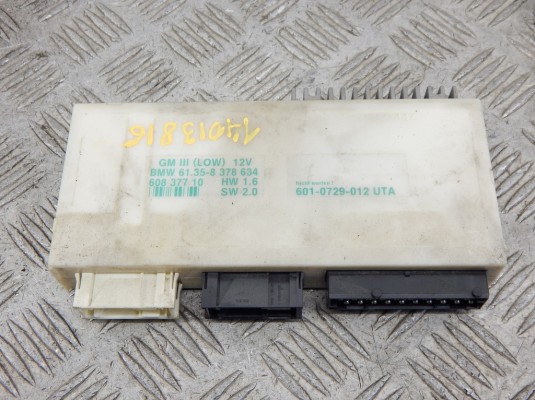 14013816
GM III (LOW) 12V
BMW 61.35-8 378 634
608 377 10 HW 1.6
SW 2.0
601-0729-012 UTA